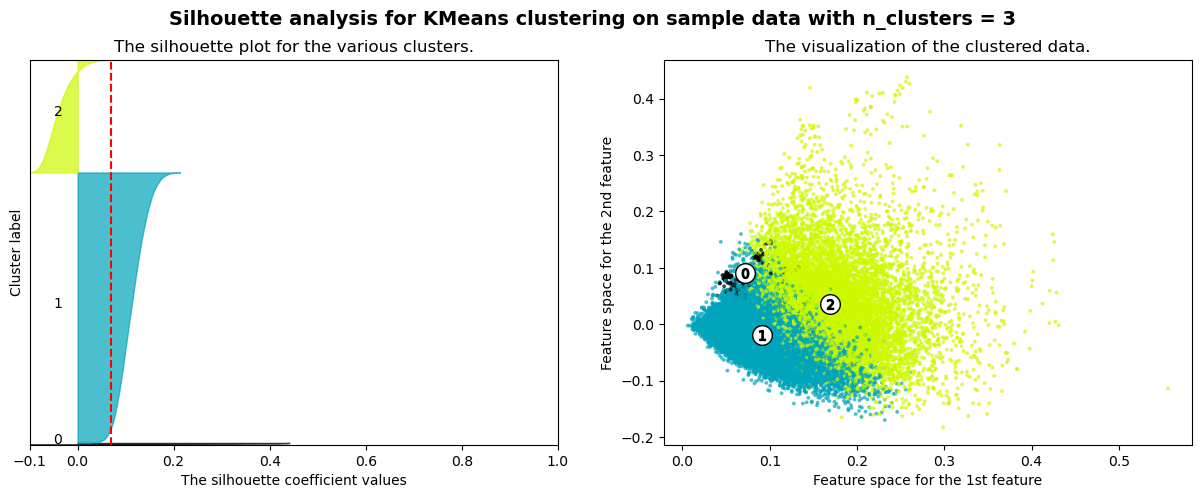 Silhouette analysis for KMeans clustering on sample data with n_clusters = 3
The silhouette plot for the various clusters.
Cluster label
2
1
0
−0.1 0.0 0.2 0.4 0.6 0.8 1.0
The silhouette coefficient values
The visualization of the clustered data.
Feature space for the 2nd feature
0.4
0.3
0.2
0.1
0.0
−0.1
−0.2
0
2
1
0.0 0.1 0.2 0.3 0.4 0.5
Feature space for the 1st feature